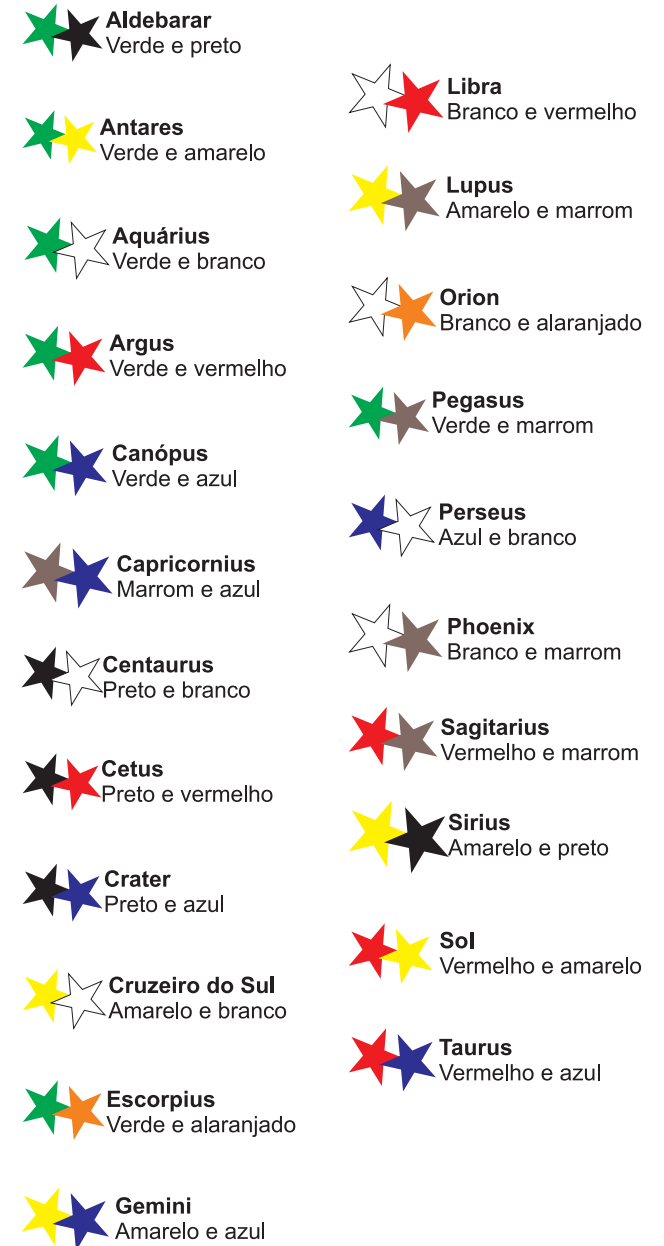 Aldebarar
Verde e preto
Antares
Verde e amarelo
Aquárius
Verde e branco
Argus
Verde e vermelho
Canópus
Verde e azul
Capricornius
Marrom e azul
Centaurus
Preto e branco
Cetus
Preto e vermelho
Crater
Preto e azul
Cruzeiro do Sul
Amarelo e branco
Escorpius
Verde e alaranjado
Gemini
Amarelo e azul
Libra
Branco e vermelho
Lupus
Amarelo e marrom
Orion
Branco e alaranjado
Pegasus
Verde e marrom
Perseus
Azul e branco
Phoenix
Branco e marrom
Sagitarius
Vermelho e marrom
Sirius
Amarelo e preto
Sol
Vermelho e amarelo
Taurus
Vermelho e azul